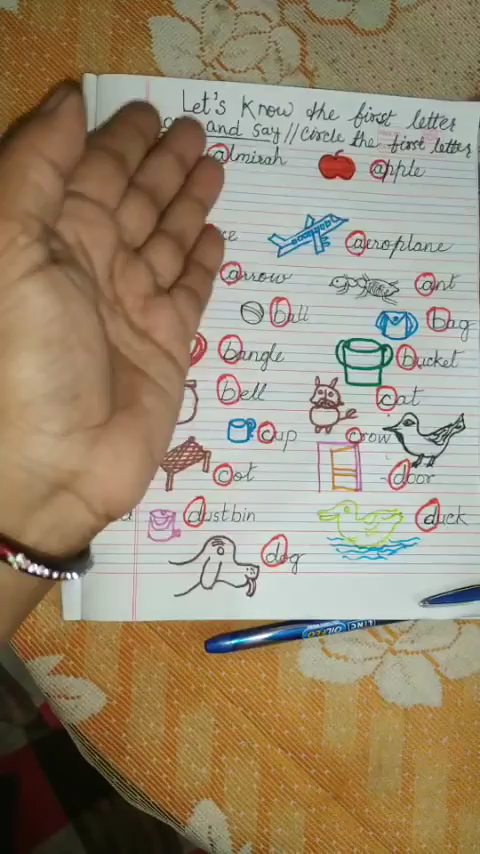 Let's Know the first letter
and say // Circle the first letter
almirah apple
aeroplane
arrow ant
ball bag
bangle bucket
bell cat
cup crow
cot door
dustbin duck
dog